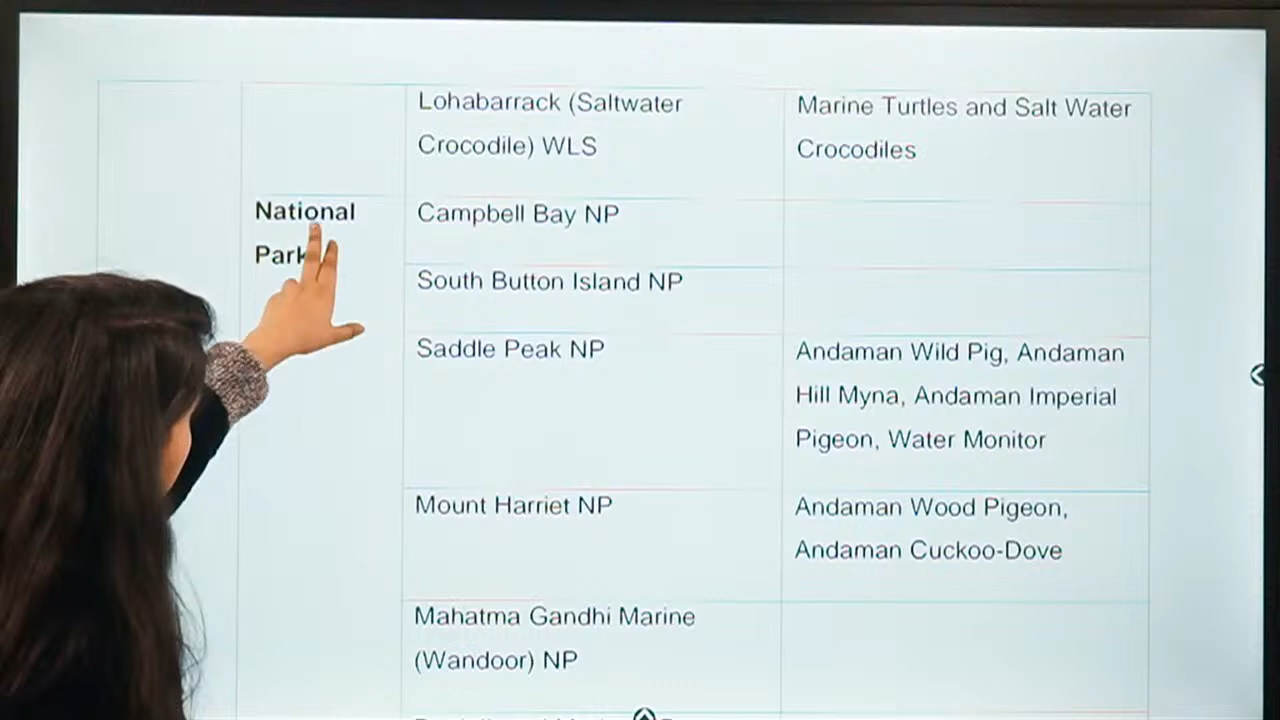 Lohabarrack (Saltwater
Crocodile) WLS
Marine Turtles and Salt Water
Crocodiles
National
Park
Campbell Bay NP
South Button Island NP
Saddle Peak NP
Andaman Wild Pig, Andaman
Hill Myna, Andaman Imperial
Pigeon, Water Monitor
Mount Harriet NP
Andaman Wood Pigeon,
Andaman Cuckoo-Dove
Mahatma Gandhi Marine
(Wandoor) NP